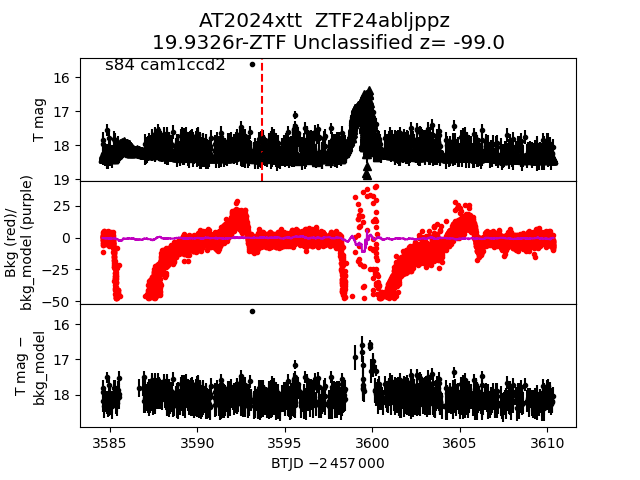 AT2024xtt ZTF24abljppz
19.9326r-ZTF Unclassified z= -99.0
s84 cam1ccd2
T mag
16
17
18
19
Bkg (red)/
bkg_model (purple)
25
0
−25
−50
T mag −
bkg_model
16
17
18
3585 3590 3595 3600 3605 3610
BTJD −2 457 000